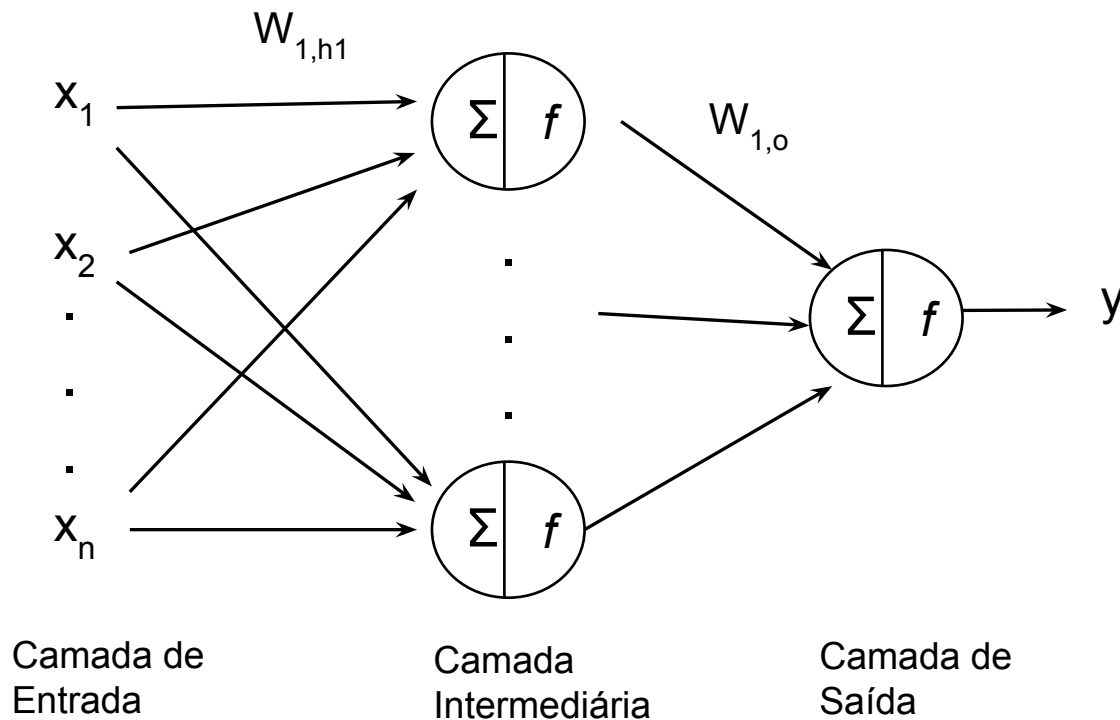 W1,h1
x1
Σ f
W1,o
x2
.
.
.
.
.
.
Σ f
y
xn
Σ f
Camada de
Entrada
Camada
Intermediária
Camada de
Saída